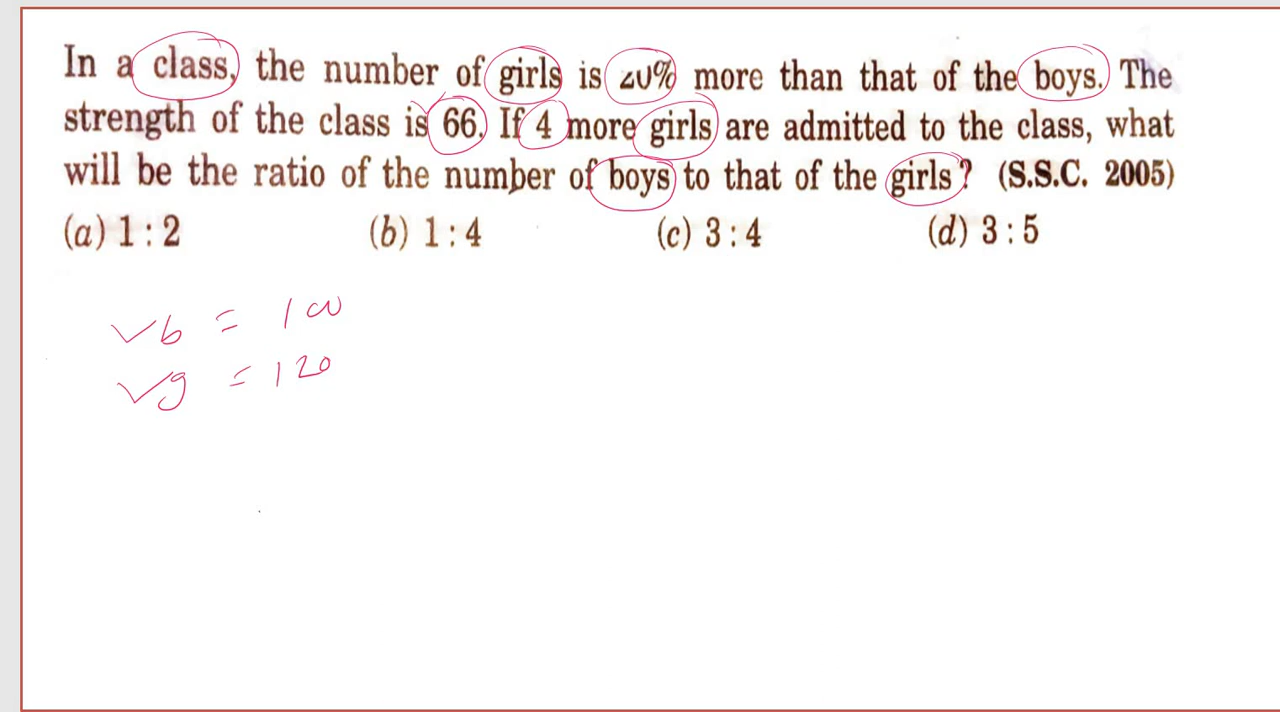 In a class, the number of girls is 20% more than that of the boys. The
strength of the class is 66. If 4 more girls are admitted to the class, what
will be the ratio of the number of boys to that of the girls? (S.S.C. 2005)
(a) 1 : 2 (b) 1 : 4 (c) 3 : 4 (d) 3 : 5
b = 100
g = 120